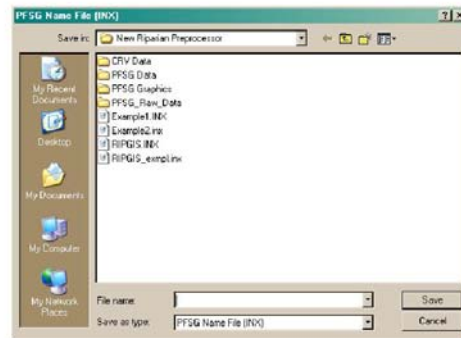 PFSG Name File (INX)
Save in: New Riparian Preprocessor
CRV Data
PFSG Data
PFSG Graphics
PFSG_Raw_Data
Example1.INX
Example2.inx
RIPGIS.INX
RIPGIS_exmpl.inx
My Recent
Documents
Desktop
My Documents
My Computer
My Network
Places
File name: Save
Save as type: PFSG Name File (INX) Cancel